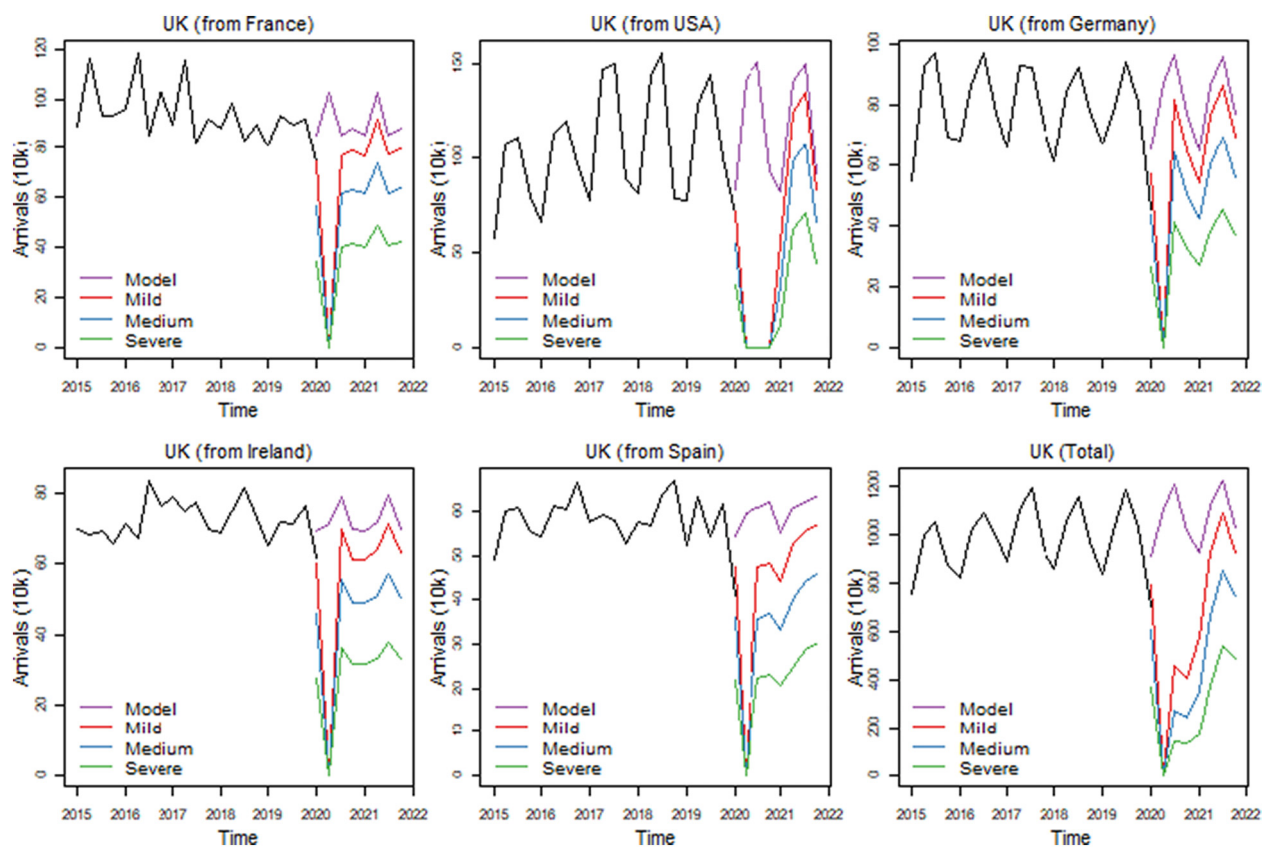 UK (from France)
Arrivals (10k)
120
100
80
60
40
20
0
Model
Mild
Medium
Severe
2015 2016 2017 2018 2019 2020 2021 2022
Time
UK (from USA)
Arrivals (10k)
150
100
50
0
Model
Mild
Medium
Severe
2015 2016 2017 2018 2019 2020 2021 2022
Time
UK (from Germany)
Arrivals (10k)
100
80
60
40
20
0
Model
Mild
Medium
Severe
2015 2016 2017 2018 2019 2020 2021 2022
Time
UK (from Ireland)
Arrivals (10k)
80
60
40
20
0
Model
Mild
Medium
Severe
2015 2016 2017 2018 2019 2020 2021 2022
Time
UK (from Spain)
Arrivals (10k)
60
50
40
30
20
10
0
Model
Mild
Medium
Severe
2015 2016 2017 2018 2019 2020 2021 2022
Time
UK (Total)
Arrivals (10k)
1200
1000
800
600
400
200
0
Model
Mild
Medium
Severe
2015 2016 2017 2018 2019 2020 2021 2022
Time